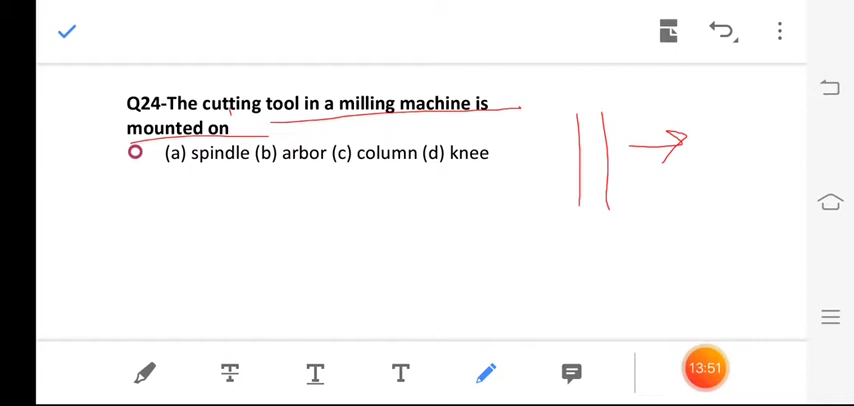 Q24-The cutting tool in a milling machine is
mounted on
(a) spindle (b) arbor (c) column (d) knee
T T T
13:51